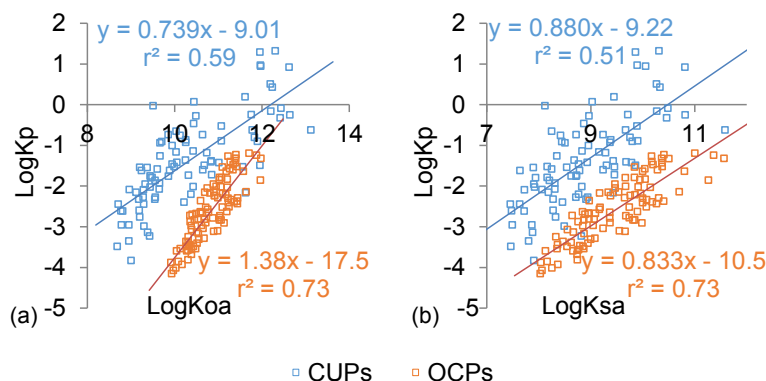 y = 0.739x - 9.01
r² = 0.59
2
1
0
-1
-2
-3
-4
-5
8
10
12
14
LogKp
LogKoa
y = 1.38x - 17.5
r² = 0.73
(a)
y = 0.880x - 9.22
r² = 0.51
2
1
0
-1
-2
-3
-4
-5
7
9
11
LogKp
LogKsa
y = 0.833x - 10.5
r² = 0.73
(b)
CUPs OCPs